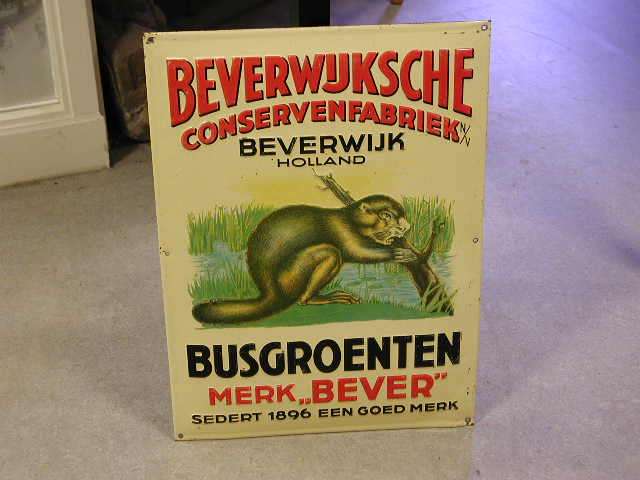 BEVERWIJKSCHE
CONSERVENFABRIEK N/V
BEVERWIJK
HOLLAND
BUSGROENTEN
MERK „BEVER”
SEDERT 1896 EEN GOED MERK